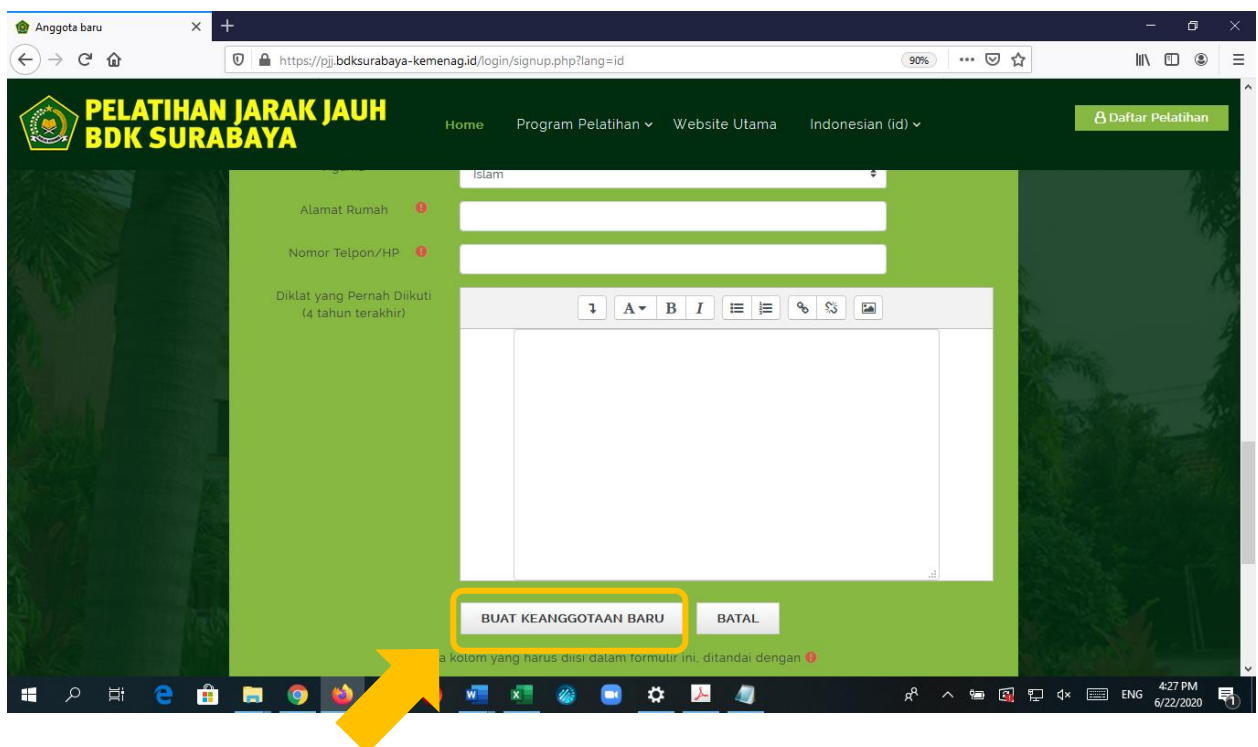 Anggota baru
https://pjj.bdksurabaya-kemenag.id/login/signup.php?lang=id
90%
PELATIHAN JARAK JAUH
BDK SURABAYA
Home Program Pelatihan Website Utama Indonesian (id)
Daftar Pelatihan
Agama
Islam
Alamat Rumah
Nomor Telpon/HP
Diklat yang Pernah Diikuti
(4 tahun terakhir)
A B I
BUAT KEANGGOTAAN BARU BATAL
kolom yang harus diisi dalam formulir ini, ditandai dengan
ENG
4:27 PM
6/22/2020